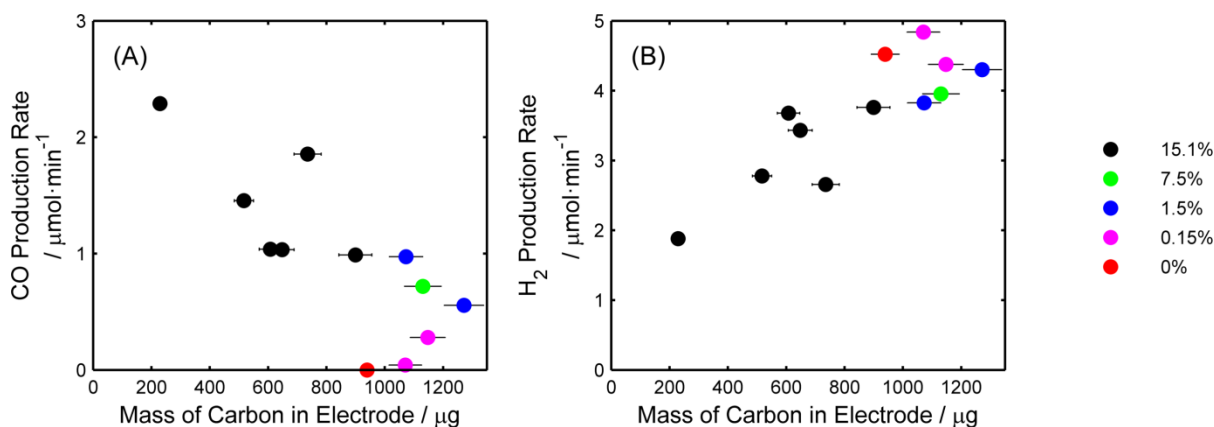 (A)
CO Production Rate
/ μmol·min⁻¹
3
2
1
0
0 200 400 600 800 1000 1200
Mass of Carbon in Electrode / μg
(B)
H₂ Production Rate
/ μmol·min⁻¹
5
4
3
2
1
0
0 200 400 600 800 1000 1200
Mass of Carbon in Electrode / μg
15.1%
7.5%
1.5%
0.15%
0%